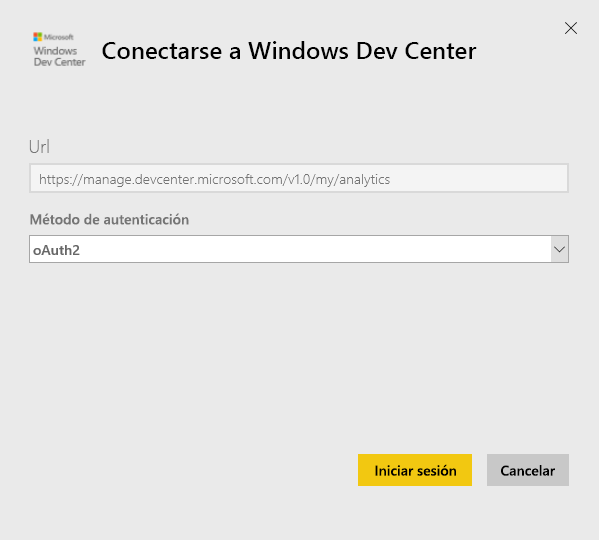 Microsoft
Windows
Dev Center
Conectarse a Windows Dev Center
Url
https://manage.devcenter.microsoft.com/v1.0/my/analytics
Método de autenticación
oAuth2
Iniciar sesión
Cancelar